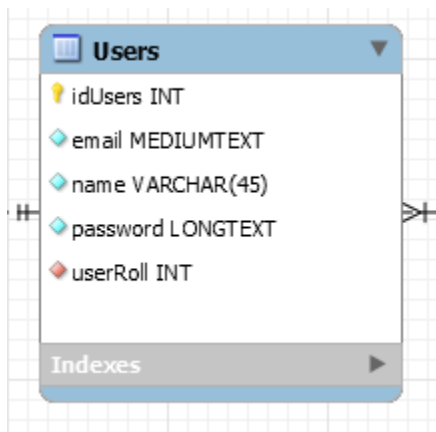 Users
idUsers INT
email MEDIUMTEXT
name VARCHAR(45)
password LONGTEXT
userRoll INT
Indexes